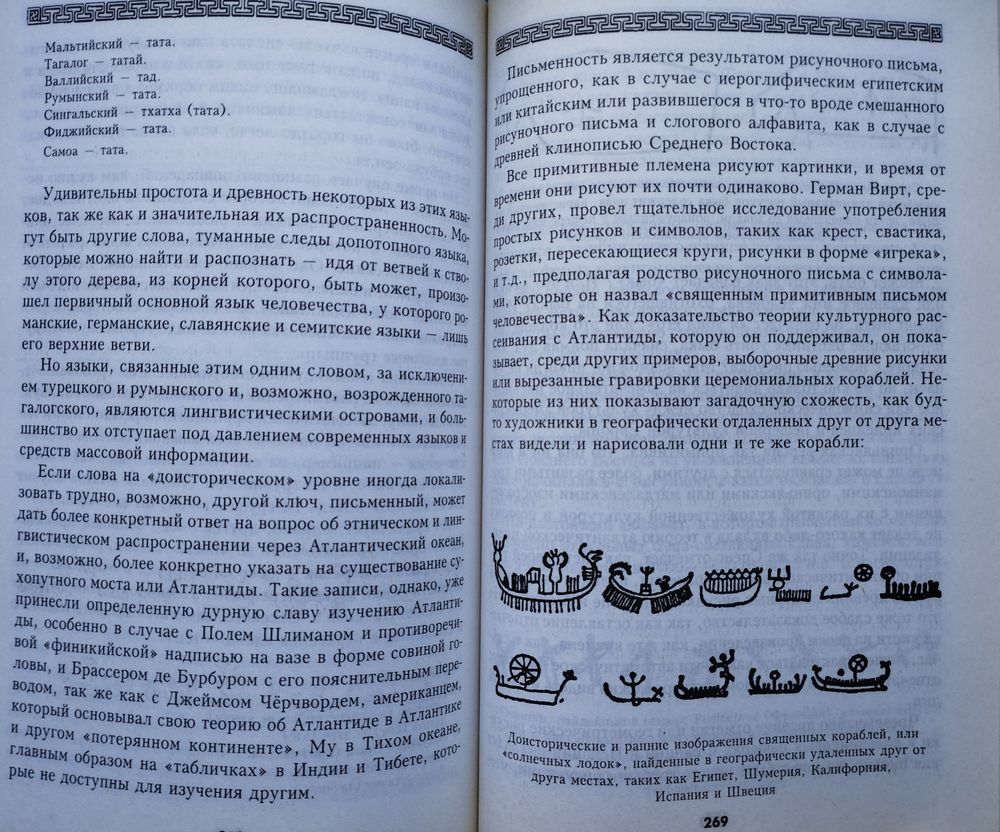 Мальтийский — тата.
Тагалог — татай.
Валлийский — тад.
Румынский — тата.
Сингальский — тхатха (тата).
Фиджийский — тата.
Самоа — тата.
Удивительны простота и древность некоторых из этих язы-
ков, так же как и значительная их распространенность. Мо-
гут быть другие слова, туманные следы допотопного языка,
которые можно найти и распознать — идя от ветвей к ство-
лу этого дерева, из корней которого, быть может, произо-
шел первичный основной язык человечества, у которого ро-
манские, германские, славянские и семитские языки — лишь
его верхние ветви.
Но языки, связанные этим одним словом, за исключени-
ем турецкого и румынского и, возможно, возрожденного та-
галогского, являются лингвистическими островами, и боль-
шинство их отступает под давлением современных языков и
средств массовой информации.
Если слова на «доисторическом» уровне иногда локали-
зовать трудно, возможно, другой ключ, письменный, может
дать более конкретный ответ на вопрос об этническом и лин-
гвистическом распространении через Атлантический океан,
и, возможно, более конкретно указать на существование су-
хопутного моста или Атлантиды. Такие записи, однако, уже
принесли определенную дурную славу изучению Атланти-
ды, особенно в случае с Полем Шлиманом и противоречи-
вой «финикийской» надписью на вазе в форме совиной го-
ловы, и Брассером де Бурбуром с его пояснительным пере-
водом, так же как с Джеймсом Чёрчвордем, американцем,
который основывал свою теорию об Атлантиде в Атлантике
и другом «потерянном континенте», Му в Тихом океане,
главным образом на «табличках» в Индии и Тибете, кото-
рые не доступны для изучения другим.
Письменность является результатом рисуночного письма,
упрощенного, как в случае с иероглифическим египетским
или китайским или развившегося в что-то вроде смешанного
рисуночного письма и слогового алфавита, как в случае с
древней клинописью Среднего Востока.
Все примитивные племена рисуют картинки, и время от
времени они рисуют их почти одинаково. Герман Вирт, сре-
ди других, провел тщательное исследование употребления
простых рисунков и символов, таких как крест, свастика,
розетки, пересекающиеся круги, рисунки в форме «игрека»,
и т.д., предполагая родство рисуночного письма с символа-
ми, которые он назвал «священным примитивным письмом
человечества». Как доказательство теории культурного рас-
сеивания с Атлантиды, которую он поддерживал, он пока-
зывает, среди других примеров, выборочные древние рисунки
или вырезанные гравировки церемониальных кораблей. Не-
которые из них показывают загадочную схожесть, как буд-
то художники в географически отдаленных друг от друга ме-
стах видели и нарисовали одни и те же корабли:
Доисторические и ранние изображения священных кораблей, или
«солнечных лодок», найденные в географически удаленных друг от
друга местах, таких как Египет, Шумерия, Калифорния,
Испания и Швеция
269